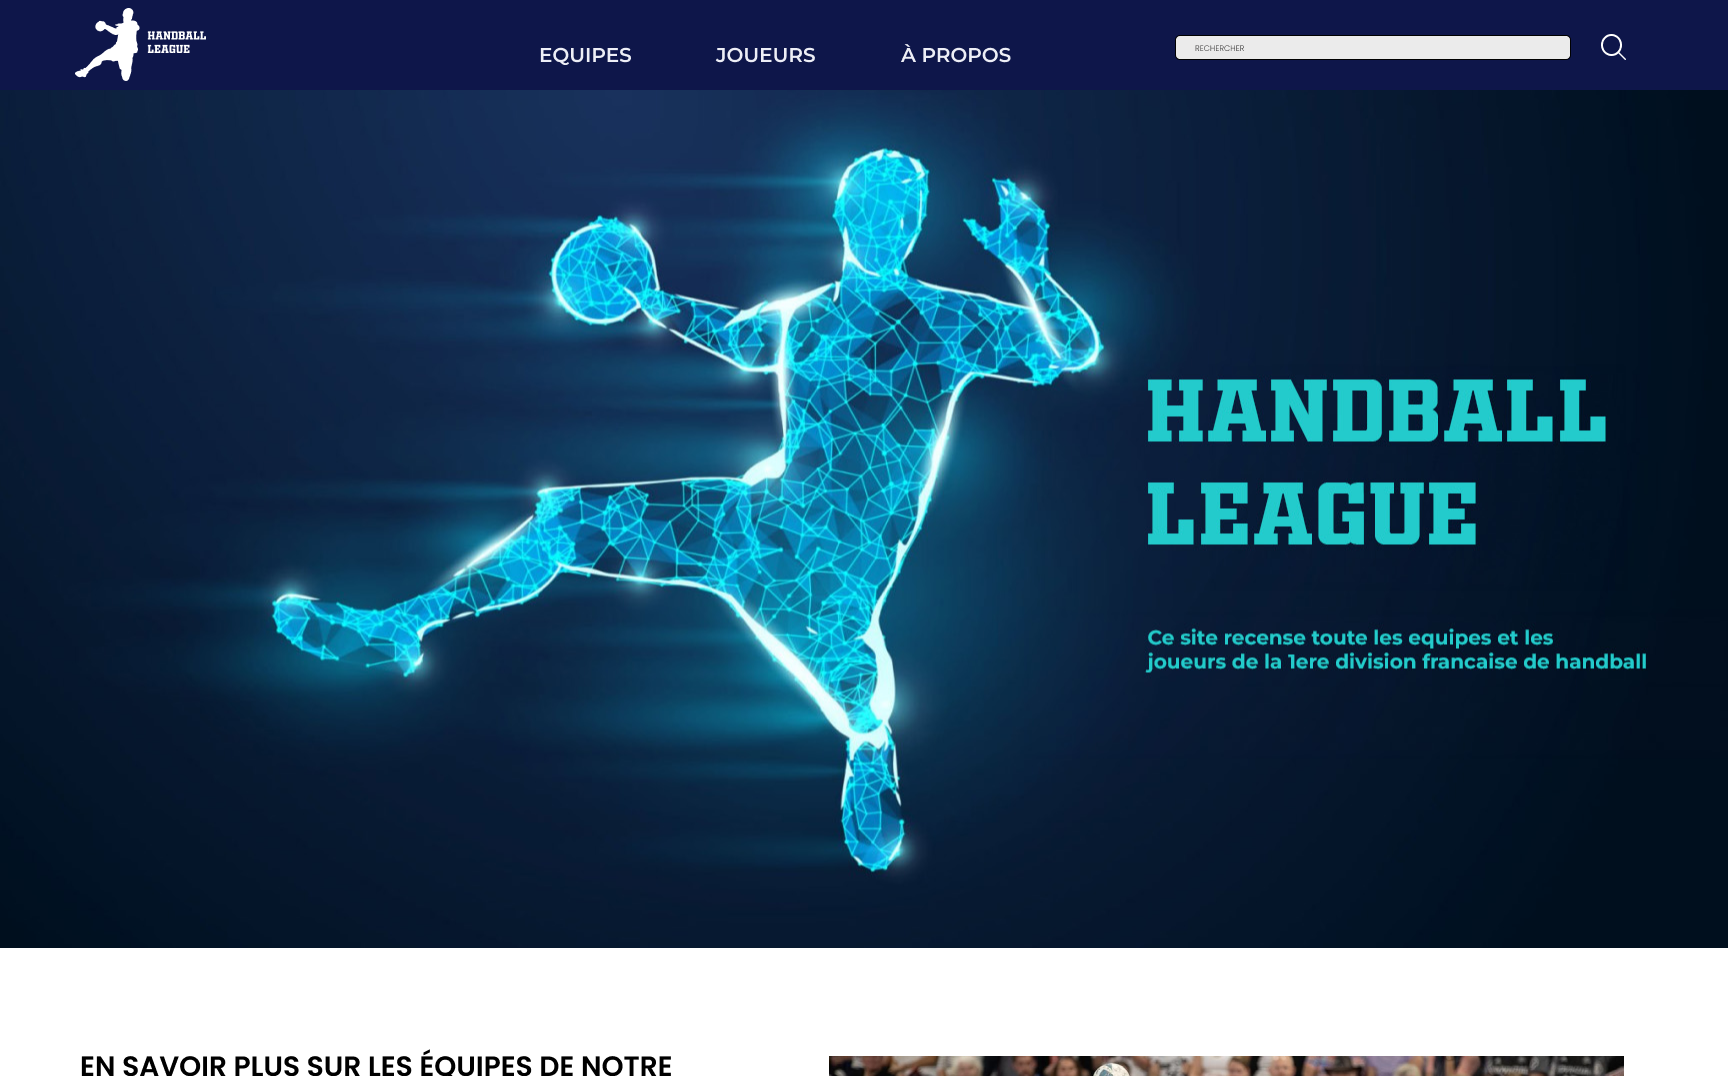 HANDBALL
LEAGUE
EQUIPES
JOUEURS
À PROPOS
RECHERCHER
HANDBALL
LEAGUE
Ce site recense toute les equipes et les
joueurs de la 1ere division francaise de handball
EN SAVOIR PLUS SUR LES ÉQUIPES DE NOTRE